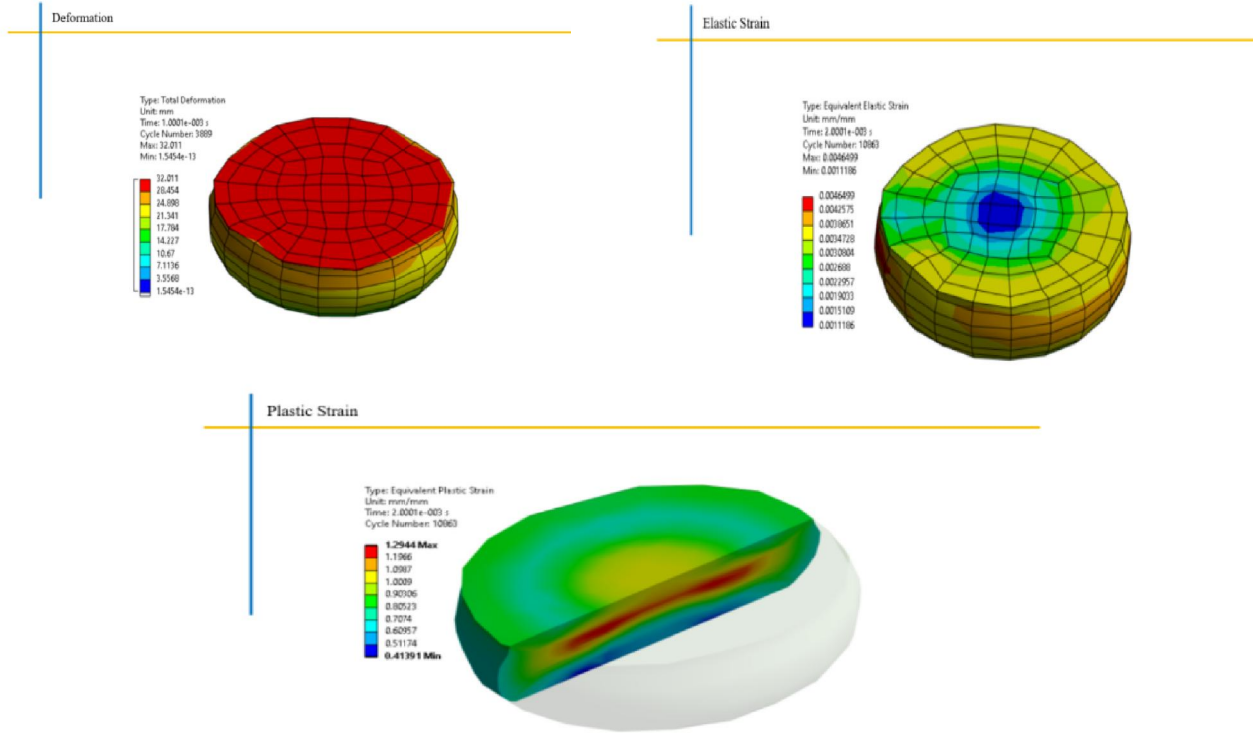 Deformation
Type: Total Deformation
Unit: mm
Time: 1.0001e-003 s
Cycle Number: 3889
Max: 32.011
Min: 1.5454e-13
32.011
28.454
24.898
21.341
17.784
14.227
10.67
7.1136
3.5568
1.5454e-13
Elastic Strain
Type: Equivalent Elastic Strain
Unit: mm/mm
Time: 2.0001e-003 s
Cycle Number: 10863
Max: 0.0046499
Min: 0.0011186
0.0046499
0.0042575
0.0038651
0.0034728
0.0030804
0.002688
0.0022957
0.0019033
0.0015109
0.0011186
Plastic Strain
Type: Equivalent Plastic Strain
Unit: mm/mm
Time: 2.0001e-003 s
Cycle Number: 10863
1.2944 Max
1.1966
1.0987
1.0009
0.90306
0.80523
0.7074
0.60957
0.51174
0.41391 Min